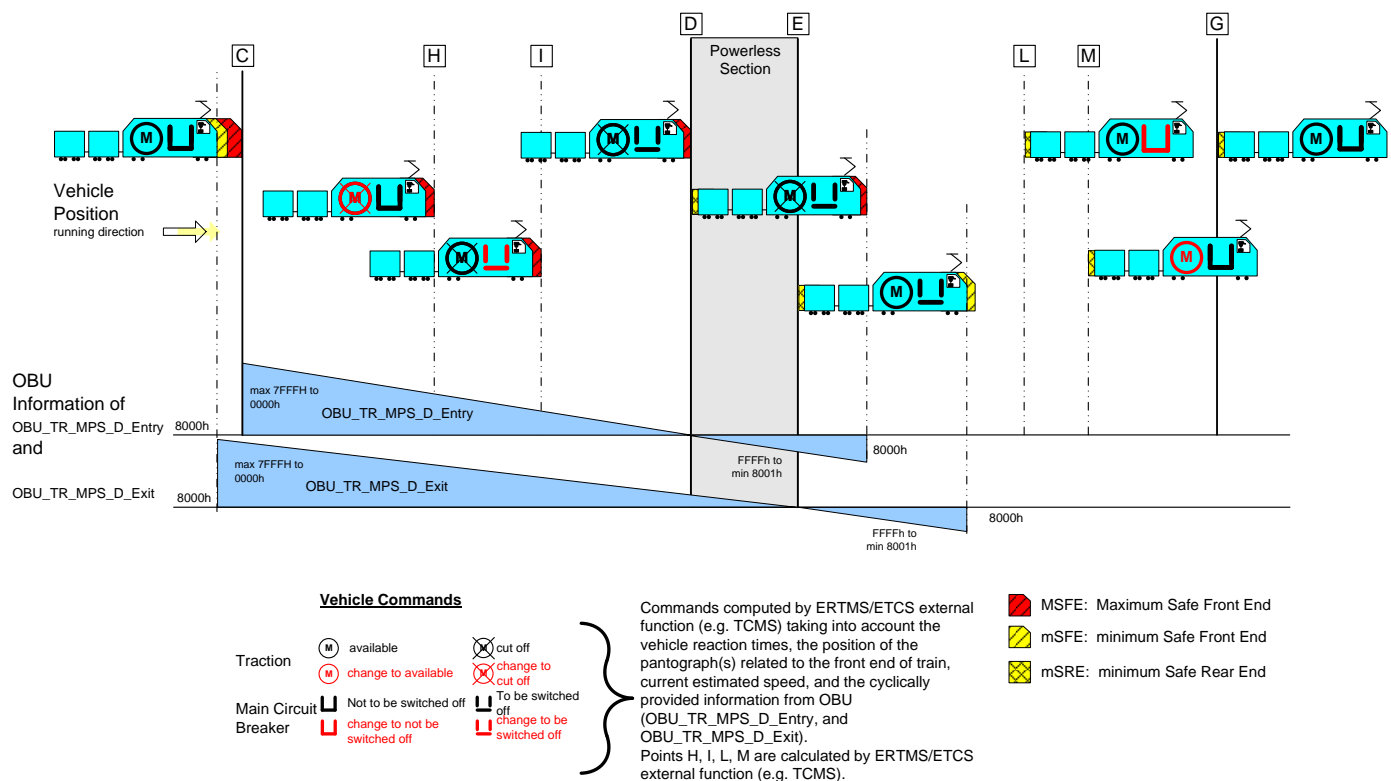 D
E
G
C
H
I
Powerless
Section
L
M
M
M
M
M
M
Vehicle
Position
running direction
M
M
M
M
M
OBU
Information of
OBU_TR_MPS_D_Entry
and
OBU_TR_MPS_D_Exit
8000h
max 7FFFH to
0000h
OBU_TR_MPS_D_Entry
8000h
FFFFh to
min 8001h
8000h
max 7FFFH to
0000h
OBU_TR_MPS_D_Exit
8000h
FFFFh to
min 8001h
Vehicle Commands
Traction
M available
M cut off
M change to available
M change to
cut off
Main Circuit
Breaker
Not to be switched off
To be switched
off
change to not be
switched off
change to be
switched off
Commands computed by ERTMS/ETCS external
function (e.g. TCMS) taking into account the
vehicle reaction times, the position of the
pantograph(s) related to the front end of train,
current estimated speed, and the cyclically
provided information from OBU
(OBU_TR_MPS_D_Entry, and
OBU_TR_MPS_D_Exit).
Points H, I, L, M are calculated by ERTMS/ETCS
external function (e.g. TCMS).
MSFE: Maximum Safe Front End
mSFE: minimum Safe Front End
mSRE: minimum Safe Rear End